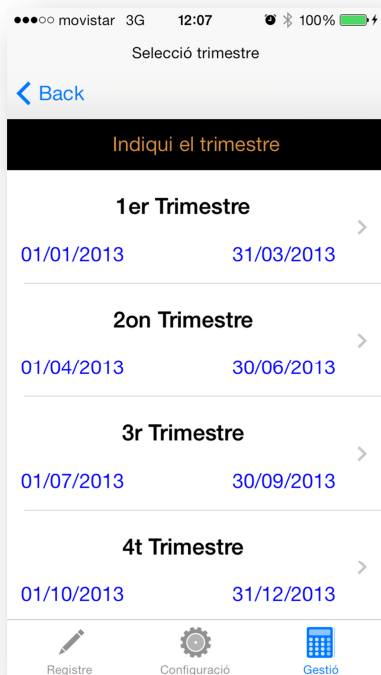 movistar 3G 12:07 100%
Selecció trimestre
Back
Indiqui el trimestre
1er Trimestre
01/01/2013 31/03/2013
2on Trimestre
01/04/2013 30/06/2013
3r Trimestre
01/07/2013 30/09/2013
4t Trimestre
01/10/2013 31/12/2013
Registre Configuració Gestió